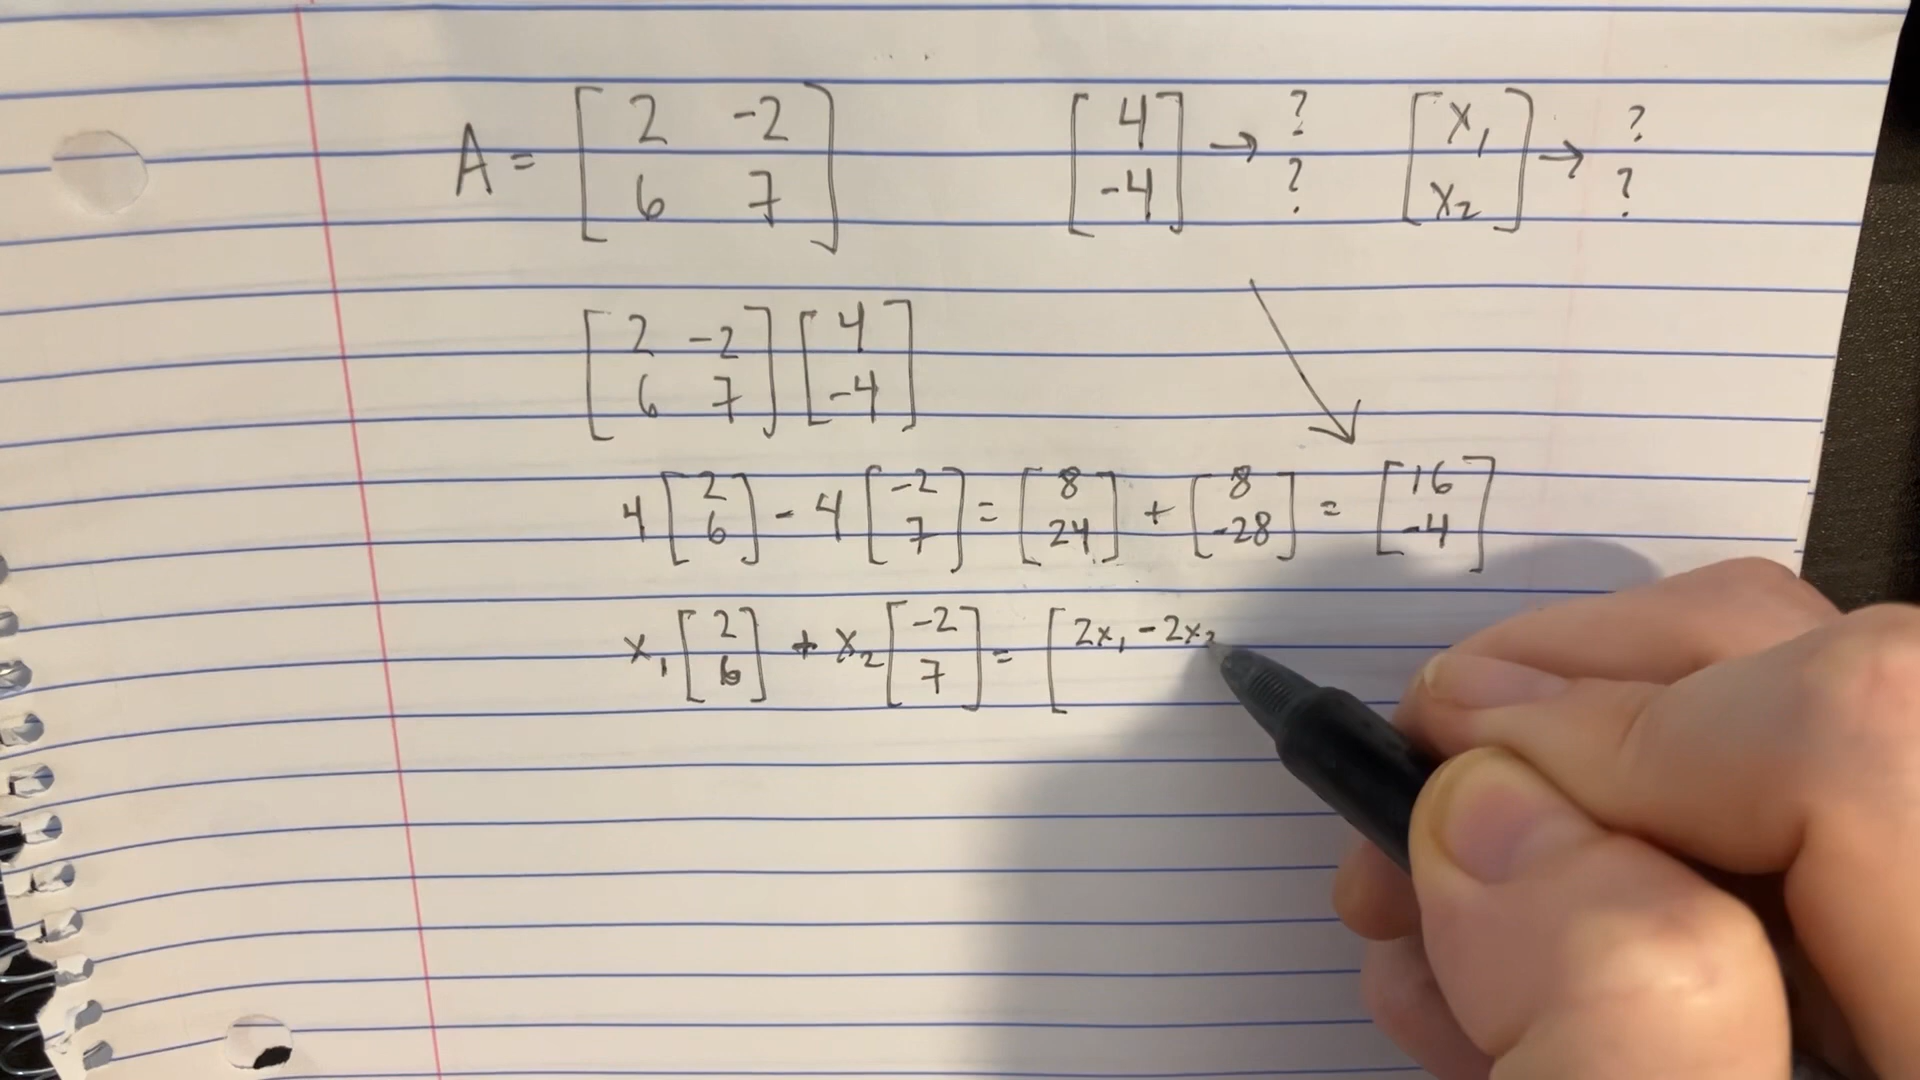 A = [ 2 -2 [ 4 ] → ? [ x₁ ] → ?
6 7 ] -4 ? x₂ ?
[ 2 -2 ] [ 4 ]
6 7 -4
4 [ 2 ] - 4 [ -2 ] = [ 8 ] + [ 8 ] = [ 16 ]
6 7 24 -28 -4
x₁ [ 2 ] + x₂ [ -2 ] = [ 2x₁ - 2x₂
6 7